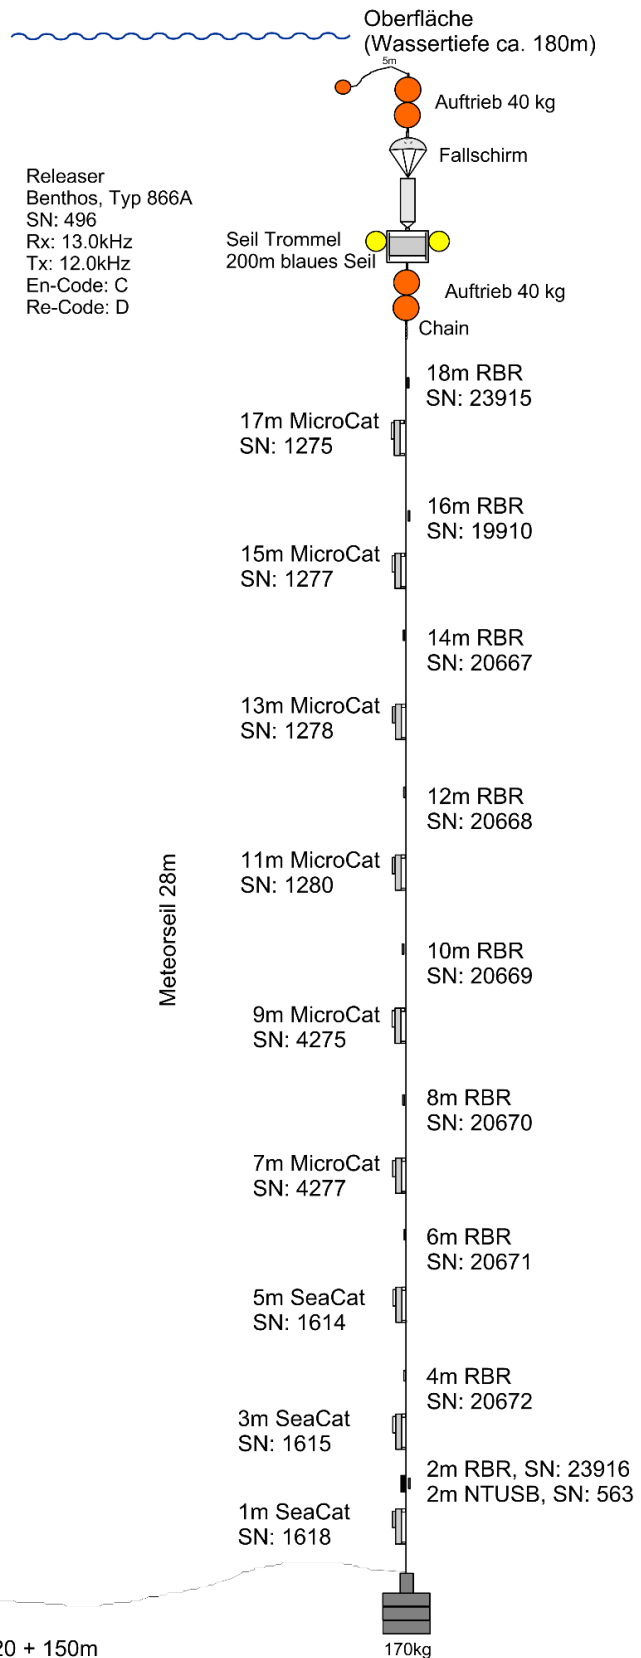 Oberfläche
(Wassertiefe ca. 180m)
5m
Auftrieb 40 kg
Fallschirm
Releaser
Benthos, Typ 866A
SN: 496
Rx: 13.0kHz
Tx: 12.0kHz
En-Code: C
Re-Code: D
Seil Trommel
200m blaues Seil
Auftrieb 40 kg
Chain
18m RBR
SN: 23915
17m MicroCat
SN: 1275
16m RBR
SN: 19910
15m MicroCat
SN: 1277
14m RBR
SN: 20667
13m MicroCat
SN: 1278
12m RBR
SN: 20668
11m MicroCat
SN: 1280
Meteorseil 28m
10m RBR
SN: 20669
9m MicroCat
SN: 4275
8m RBR
SN: 20670
7m MicroCat
SN: 4277
6m RBR
SN: 20671
5m SeaCat
SN: 1614
4m RBR
SN: 20672
3m SeaCat
SN: 1615
2m RBR, SN: 23916
2m NTUSB, SN: 563
1m SeaCat
SN: 1618
20 + 150m
170kg